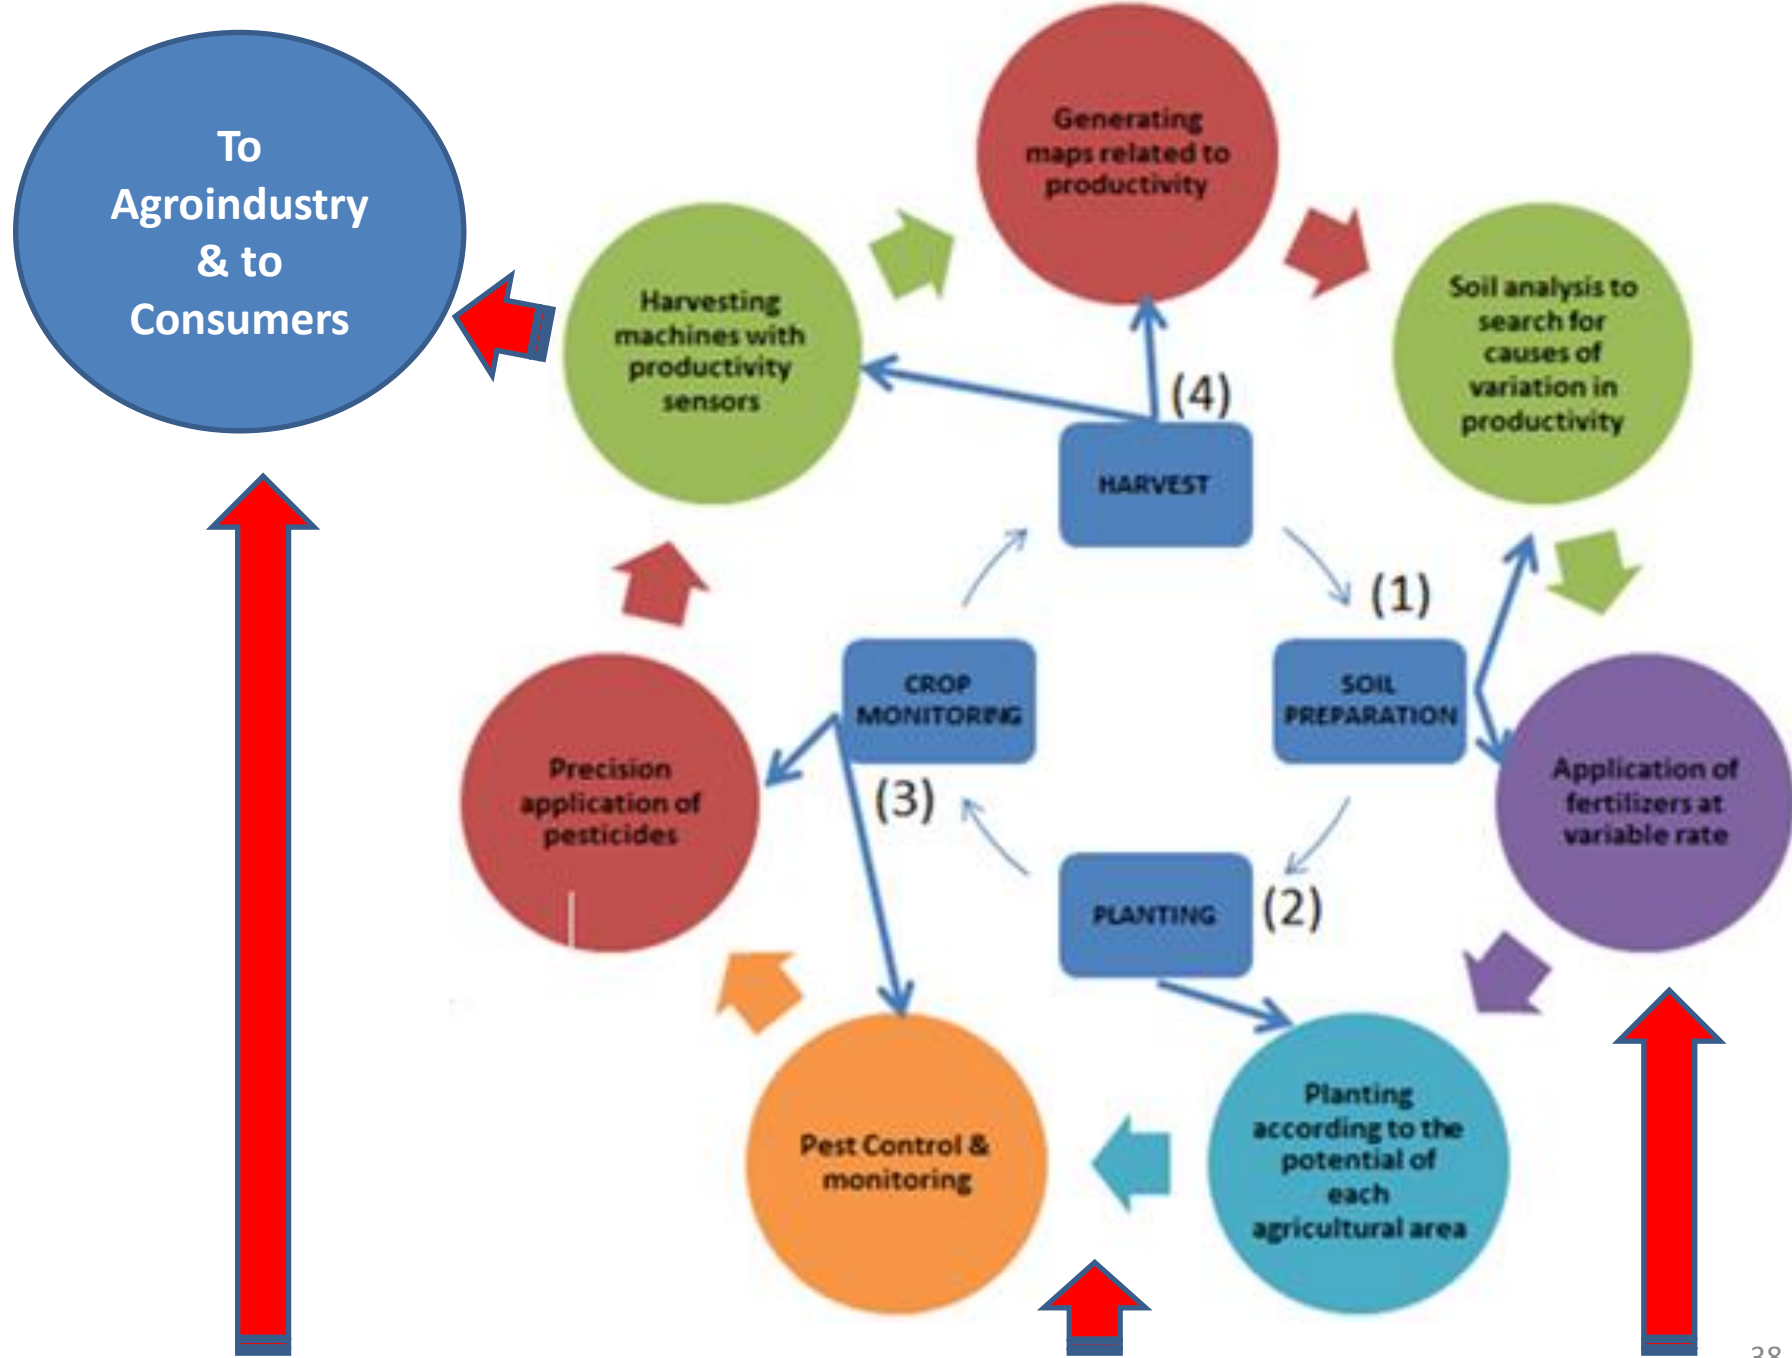 To
Agroindustry
& to
Consumers
Generating
maps related to
productivity
Harvesting
machines with
productivity
sensors
Soil analysis to
search for
causes of
variation in
productivity
(4)
HARVEST
(1)
CROP
MONITORING
SOIL
PREPARATION
Precision
application of
pesticides
(3)
Application of
fertilizers at
variable rate
PLANTING
(2)
Pest Control &
monitoring
Planting
according to the
potential of
each
agricultural area
38